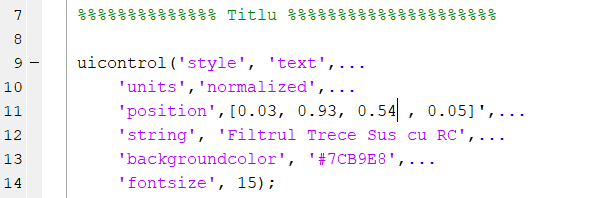 7 %%%%%%%%%%%%%% Titlu %%%%%%%%%%%%%%%%%%%%%
8
9 – uicontrol('style', 'text',...
10 'units','normalized',...
11 'position',[0.03, 0.93, 0.54 , 0.05]',...
12 'string', 'Filtrul Trece Sus cu RC',...
13 'backgroundcolor', '#7CB9E8',...
14 'fontsize', 15);